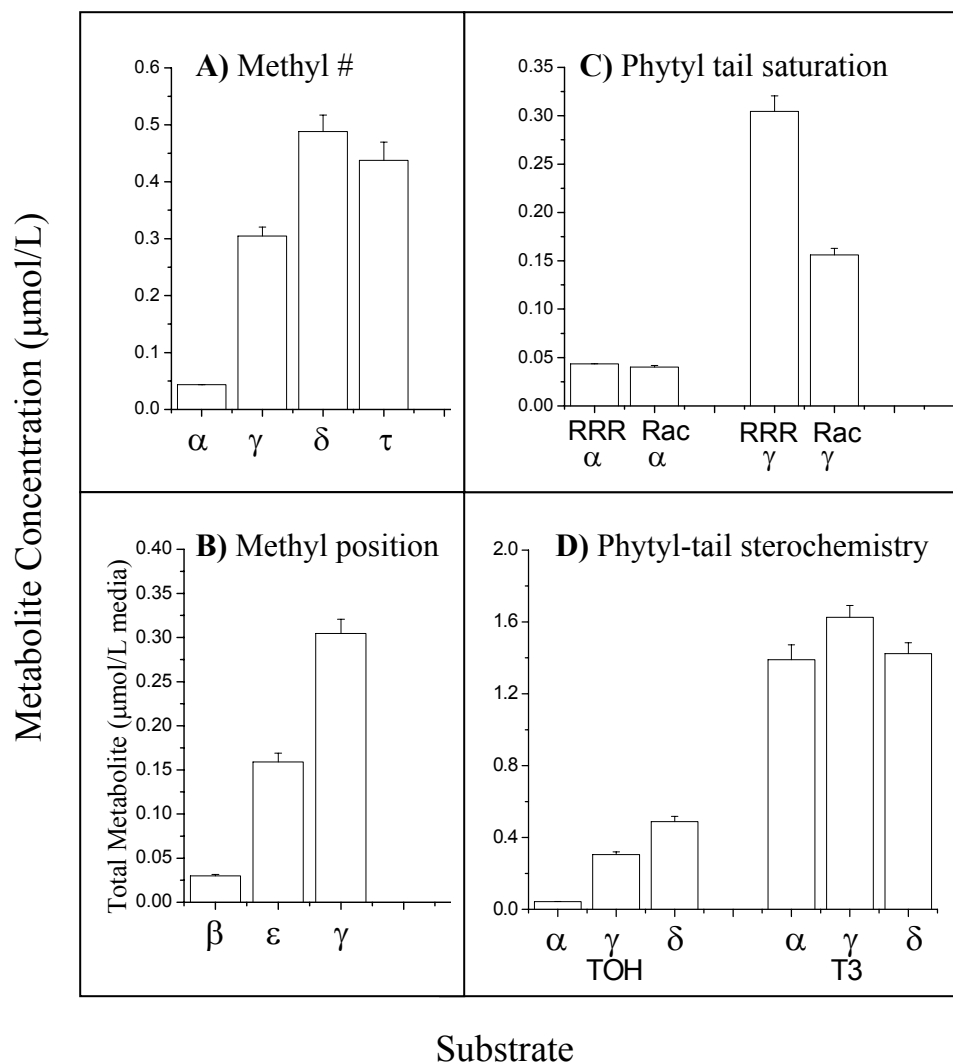 Metabolite Concentration (μmol/L)
A) Methyl #
0.6
0.5
0.4
0.3
0.2
0.1
0.0
α γ δ τ
C) Phytyl tail saturation
0.35
0.30
0.25
0.20
0.15
0.10
0.05
0.00
RRR Rac RRR Rac
α α γ γ
B) Methyl position
Total Metabolite (μmol/L media)
0.40
0.35
0.30
0.25
0.20
0.15
0.10
0.05
0.00
β ε γ
D) Phytyl-tail sterochemistry
2.0
1.6
1.2
0.8
0.4
0.0
α γ δ α γ δ
TOH T3
Substrate